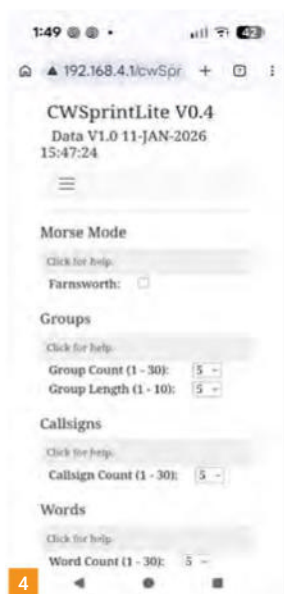 1:49
42
192.168.4.1/cwSpr
CWSprintLite V0.4
Data V1.0 11-JAN-2026
15:47:24
Morse Mode
Click for help.
Farnsworth:
Groups
Click for help.
Group Count (1 - 30): 5
Group Length (1 - 10): 5
Callsigns
Click for help.
Callsign Count (1 - 30): 5
Words
Click for help.
Word Count (1 - 30): 5
4